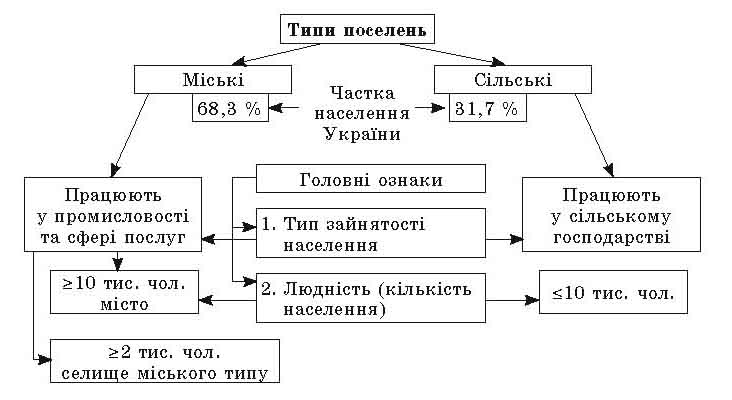 Типи поселень
Міські
Сільські
68,3 %
Частка
населення
України
31,7 %
Працюють
у промисловості
та сфері послуг
Головні ознаки
1. Тип зайнятості
населення
Працюють
у сільському
господарстві
≥10 тис. чол.
місто
2. Людність (кількість
населення)
≤10 тис. чол.
≥2 тис. чол.
селище міського типу